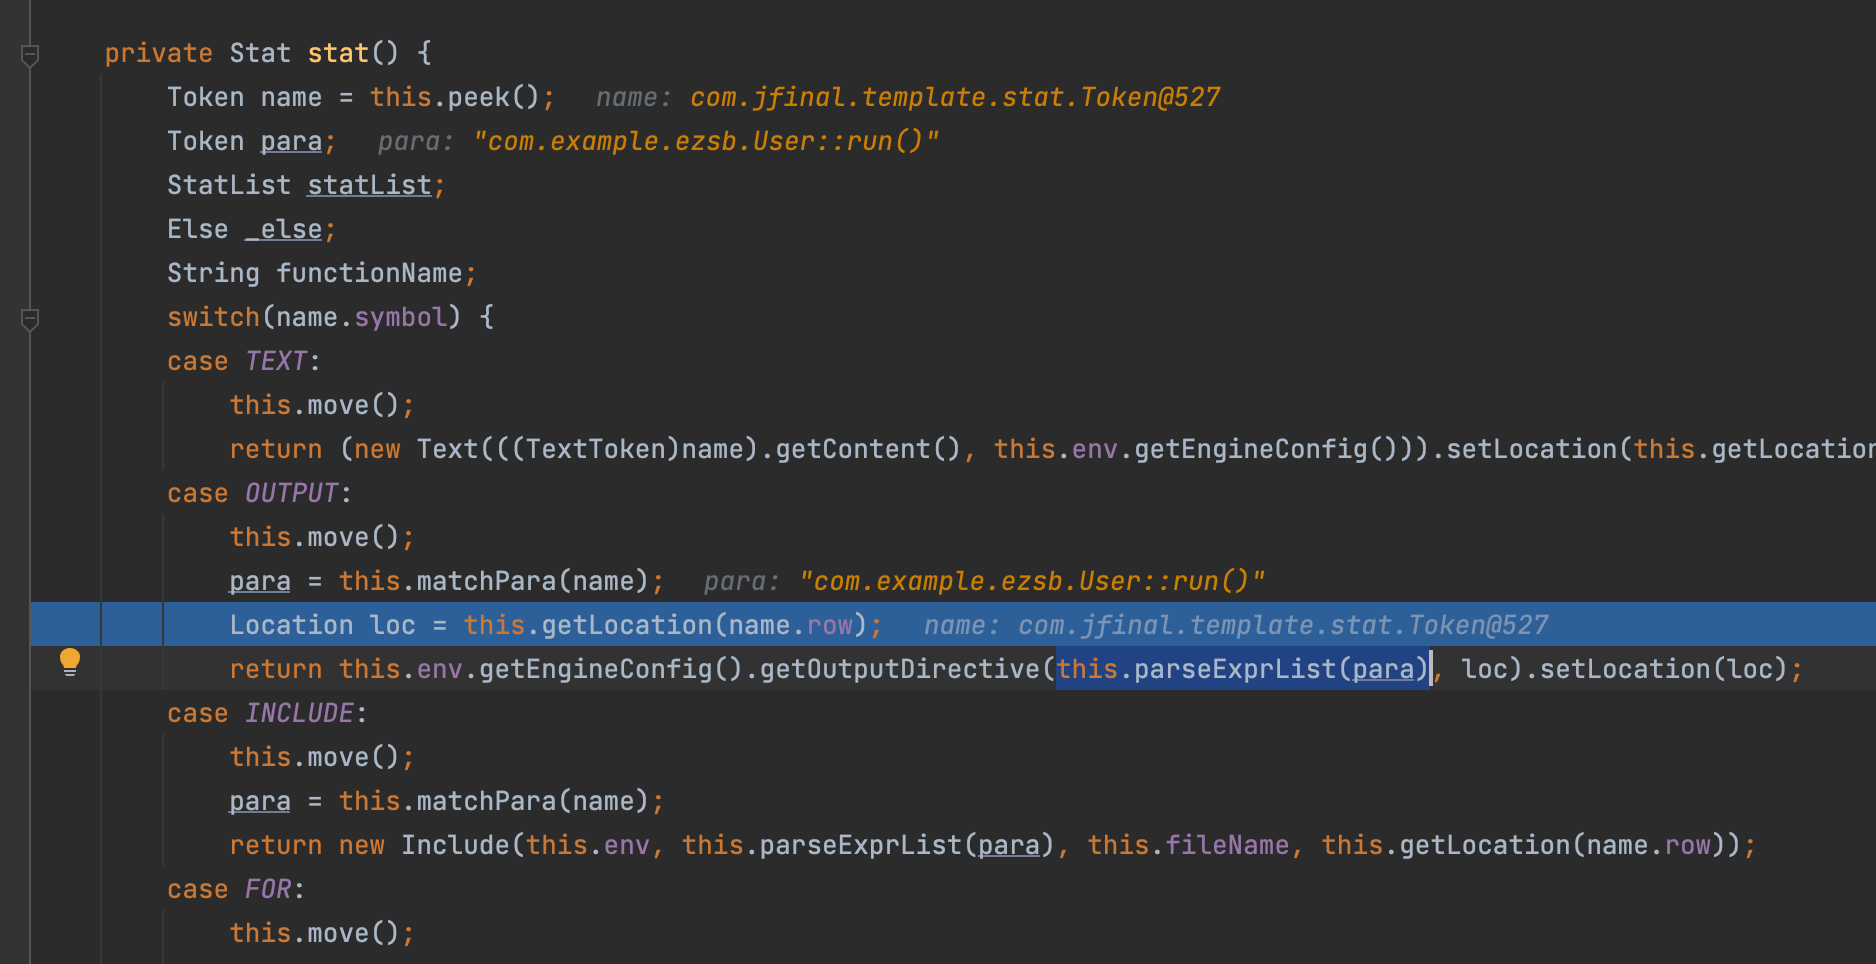 private Stat stat() {
Token name = this.peek();   name: com.jfinal.template.stat.Token@527
Token para;   para: "com.example.ezsb.User::run()"
StatList statList;
Else _else;
String functionName;
switch(name.symbol) {
case TEXT:
this.move();
return (new Text(((TextToken)name).getContent(), this.env.getEngineConfig())).setLocation(this.getLocation
case OUTPUT:
this.move();
para = this.matchPara(name);   para: "com.example.ezsb.User::run()"
Location loc = this.getLocation(name.row);   name: com.jfinal.template.stat.Token@527
return this.env.getEngineConfig().getOutputDirective(this.parseExprList(para), loc).setLocation(loc);
case INCLUDE:
this.move();
para = this.matchPara(name);
return new Include(this.env, this.parseExprList(para), this.fileName, this.getLocation(name.row));
case FOR:
this.move();